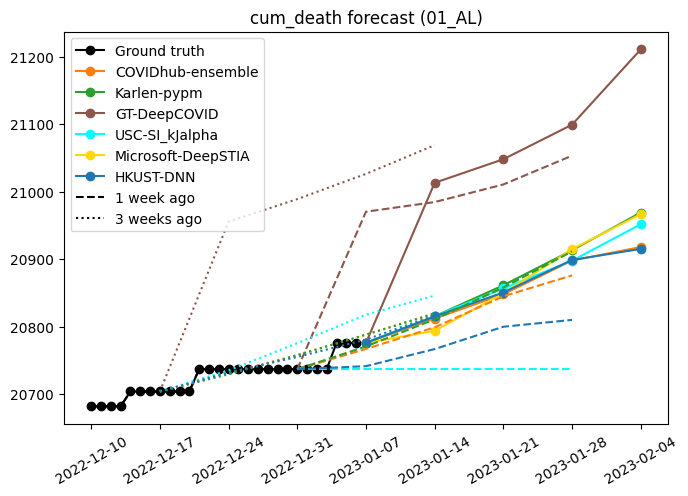 cum_death forecast (01_AL)
21200
21100
21000
20900
20800
20700
Ground truth
COVIDhub-ensemble
Karlen-pypm
GT-DeepCOVID
USC-SI_kJalpha
Microsoft-DeepSTIA
HKUST-DNN
1 week ago
3 weeks ago
2022-12-10
2022-12-17
2022-12-24
2022-12-31
2023-01-07
2023-01-14
2023-01-21
2023-01-28
2023-02-04